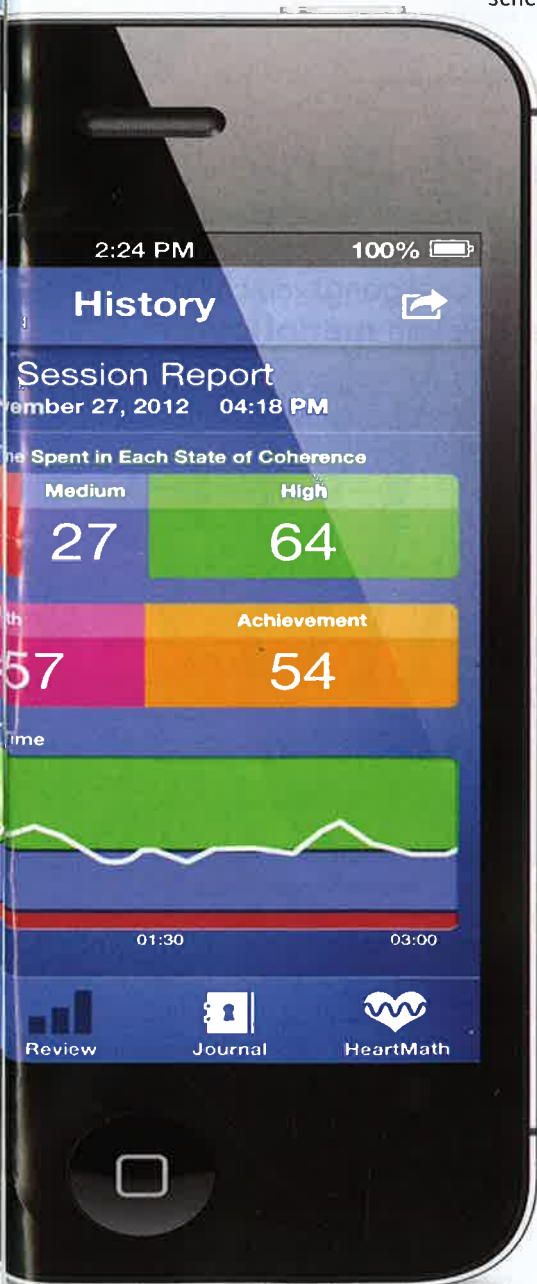 2:24 PM 100%
History
Session Report
vember 27, 2012 04:18 PM
me Spent in Each State of Coherence
Medium High
27 64
th Achievement
57 54
ime
01:30 03:00
Review Journal HeartMath